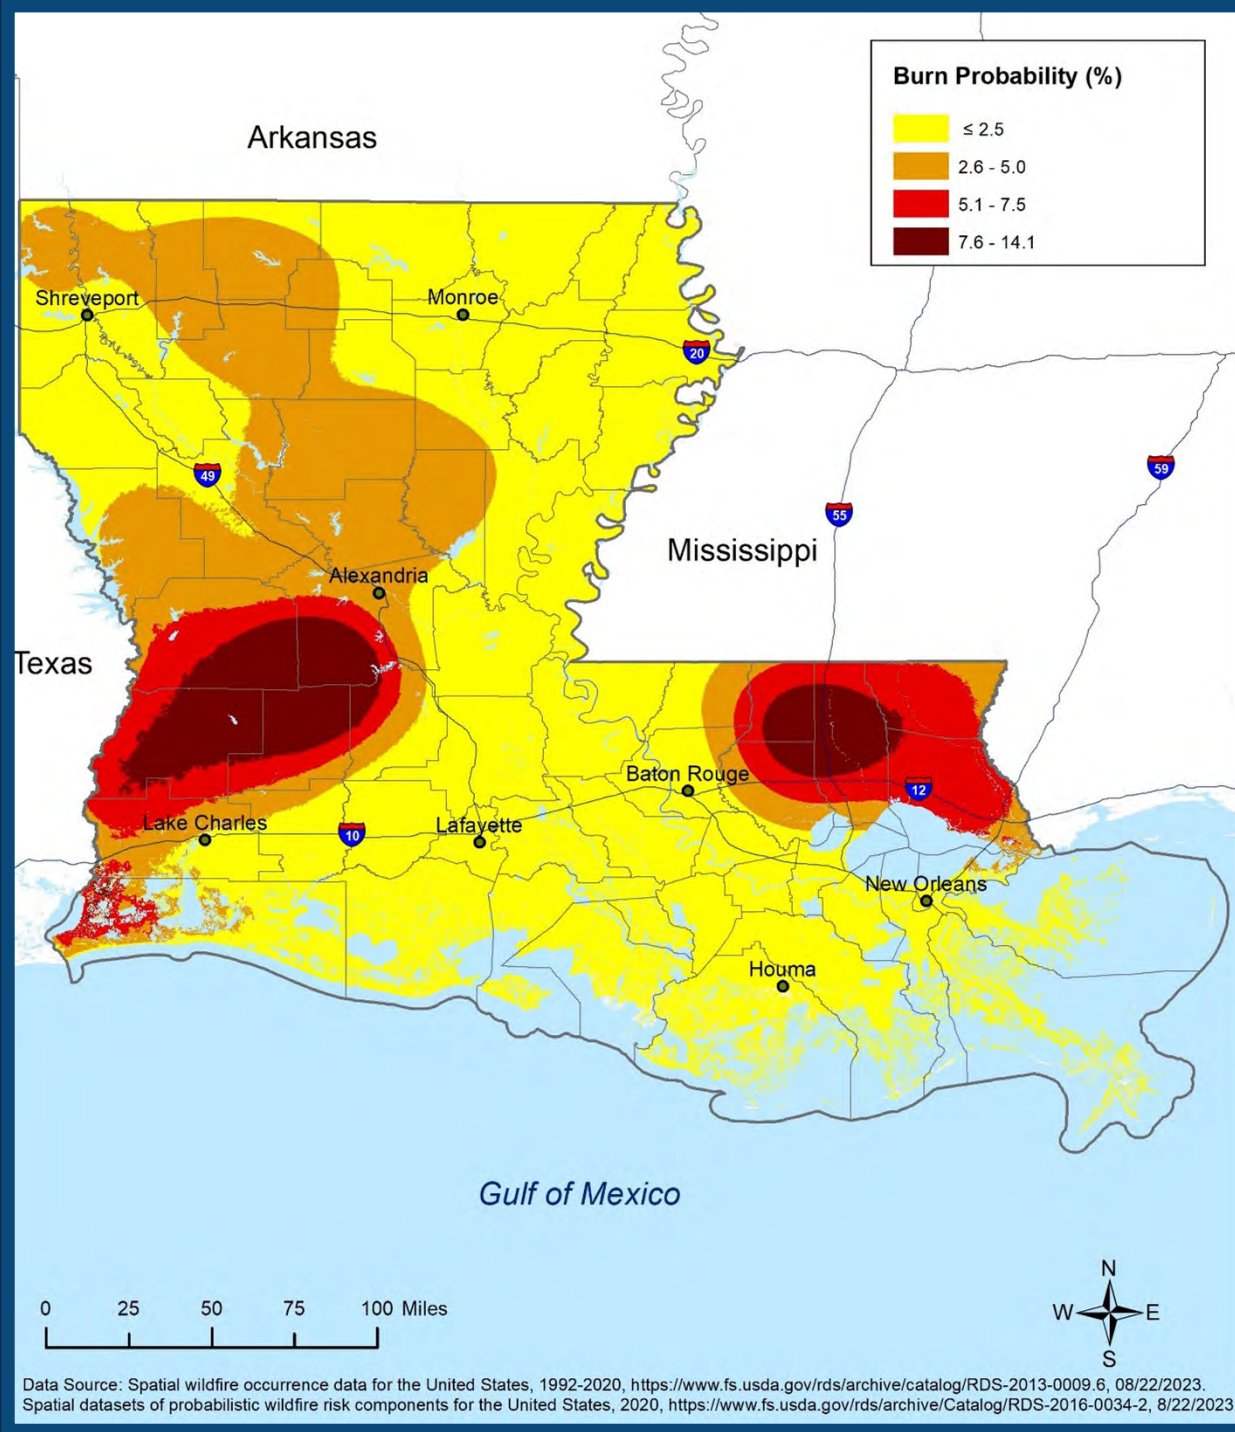 Burn Probability (%)
≤ 2.5
2.6 - 5.0
5.1 - 7.5
7.6 - 14.1
Arkansas
Shreveport
Monroe
20
49
59
55
Mississippi
Alexandria
Texas
Baton Rouge
12
Lake Charles
10
Lafayette
New Orleans
Houma
Gulf of Mexico
N
W E
S
0 25 50 75 100 Miles
Data Source: Spatial wildfire occurrence data for the United States, 1992-2020, https://www.fs.usda.gov/rds/archive/catalog/RDS-2013-0009.6, 08/22/2023.
Spatial datasets of probabilistic wildfire risk components for the United States, 2020, https://www.fs.usda.gov/rds/archive/Catalog/RDS-2016-0034-2, 8/22/2023